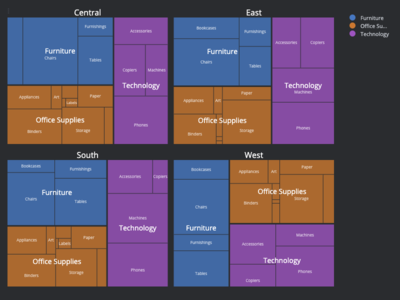 Central
Furnishings
Accessories
Furniture
Chairs
Tables
Copiers
Machines
Technology
Appliances
Art
Paper
Labels
Office Supplies
Binders
Storage
Phones
East
Bookcases
Furnishings
Accessories
Copiers
Furniture
Chairs
Tables
Technology
Machines
Appliances
Art
Paper
Office Supplies
Binders
Storage
Phones
Furniture
Office Su...
Technology
South
Bookcases
Furnishings
Accessories
Copiers
Furniture
Chairs
Tables
Machines
Technology
Appliances
Art
Paper
Labels
Office Supplies
Binders
Storage
Phones
West
Bookcases
Appliances
Art
Paper
Office Supplies
Chairs
Binders
Storage
Furniture
Furnishings
Accessories
Machines
Technology
Tables
Copiers
Phones